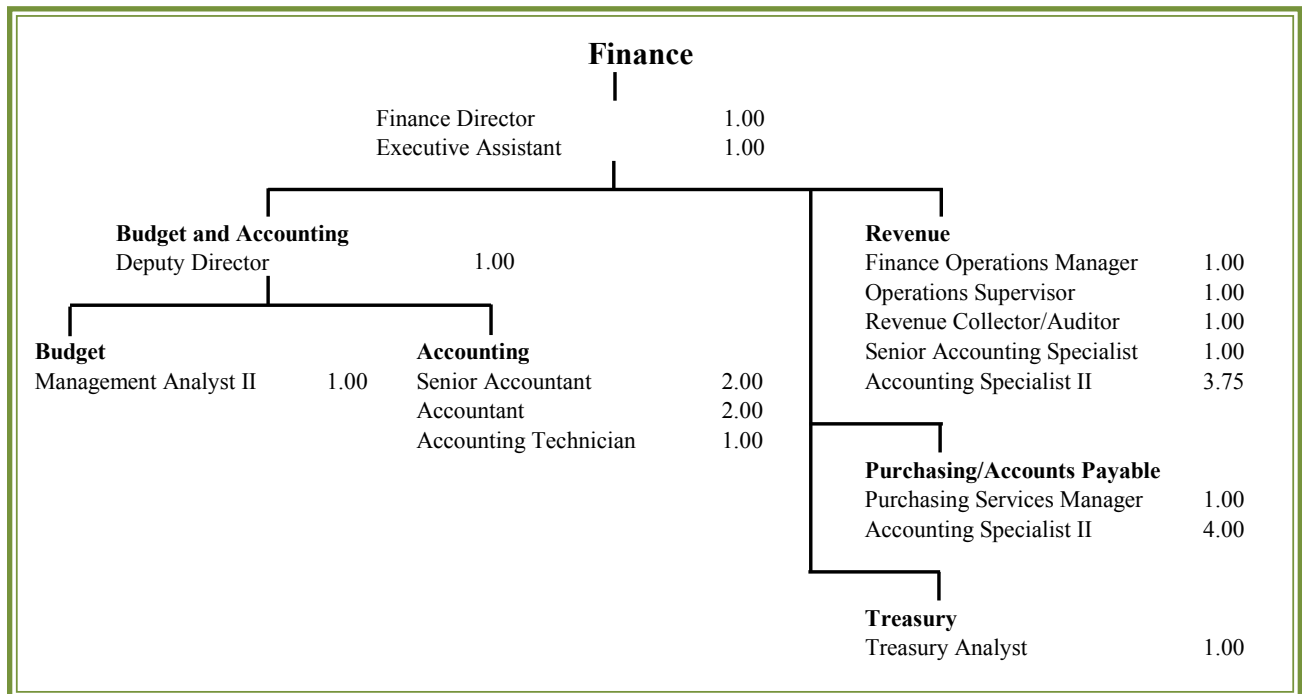 Finance
Finance Director 1.00
Executive Assistant 1.00
Budget and Accounting
Deputy Director 1.00
Budget
Management Analyst II 1.00
Accounting
Senior Accountant 2.00
Accountant 2.00
Accounting Technician 1.00
Revenue
Finance Operations Manager 1.00
Operations Supervisor 1.00
Revenue Collector/Auditor 1.00
Senior Accounting Specialist 1.00
Accounting Specialist II 3.75
Purchasing/Accounts Payable
Purchasing Services Manager 1.00
Accounting Specialist II 4.00
Treasury
Treasury Analyst 1.00